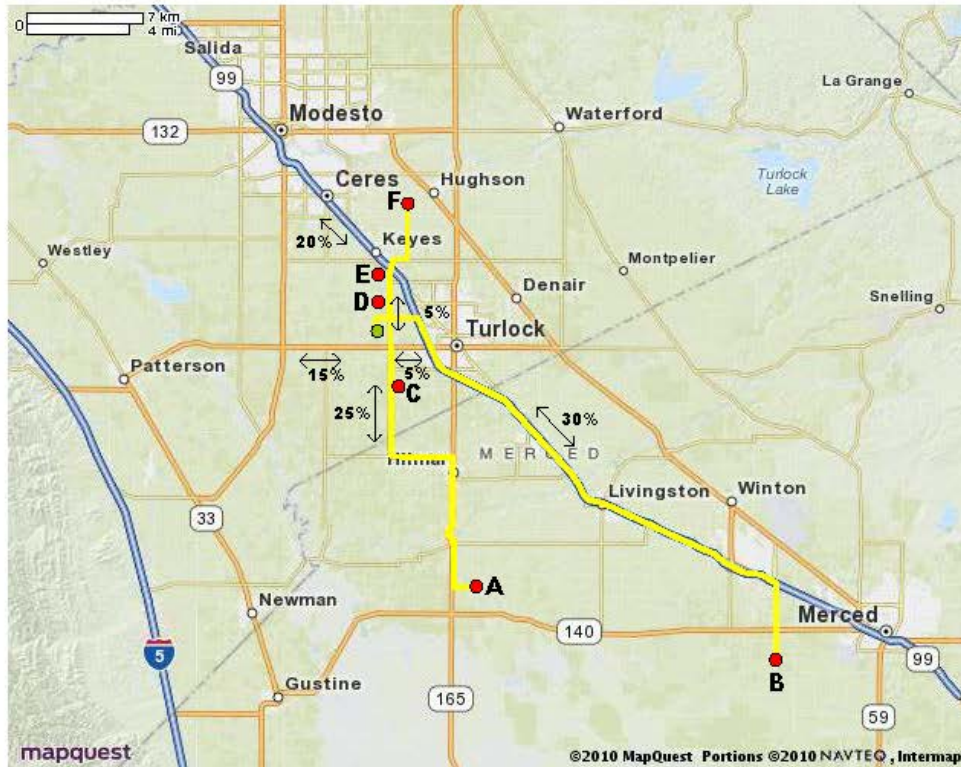 0
7 km
4 mi
Salida
99
La Grange
Modesto
Waterford
132
Turlock
Lake
Ceres
Hughson
F
20%
Keyes
Westley
Montpelier
E
Denair
D
Snelling
5%
Turlock
Patterson
15%
5%
C
25%
30%
MERCED
Livingston
Winton
33
A
Newman
Merced
140
5
99
B
Gustine
165
59
mapquest
©2010 MapQuest Portions ©2010 NAVTEQ, Intermap